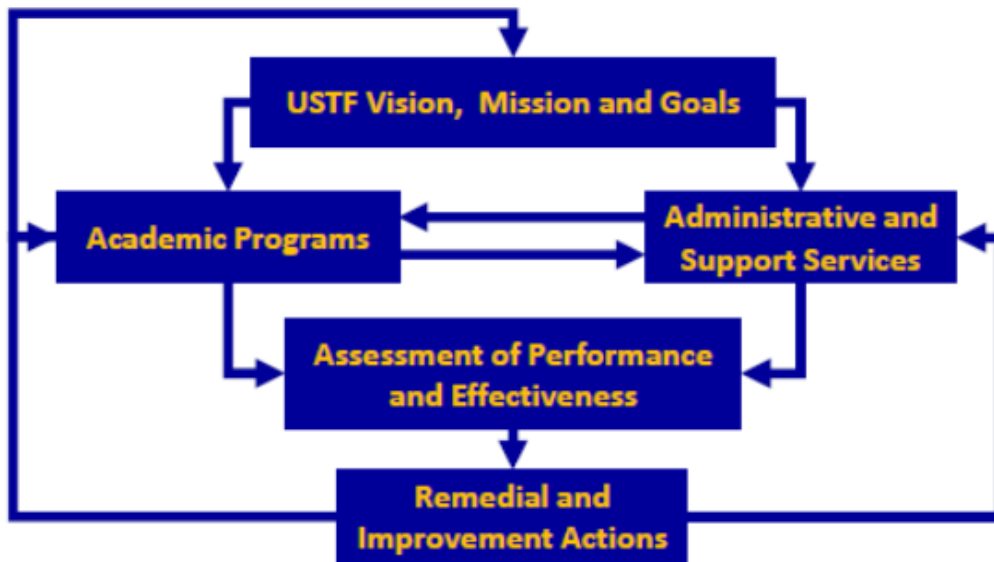 USTF Vision,  Mission and Goals
Academic Programs
Administrative and
Support Services
Assessment of Performance
and Effectiveness
Remedial and
Improvement Actions